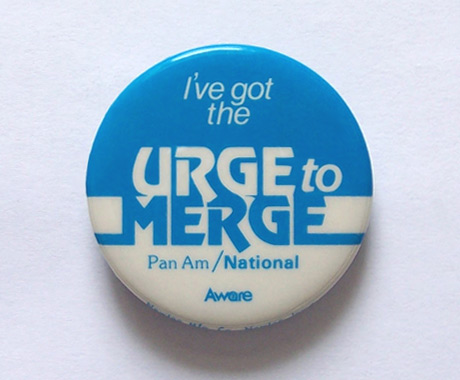 I've got
the
URGE to
MERGE
Pan Am/National
Aware